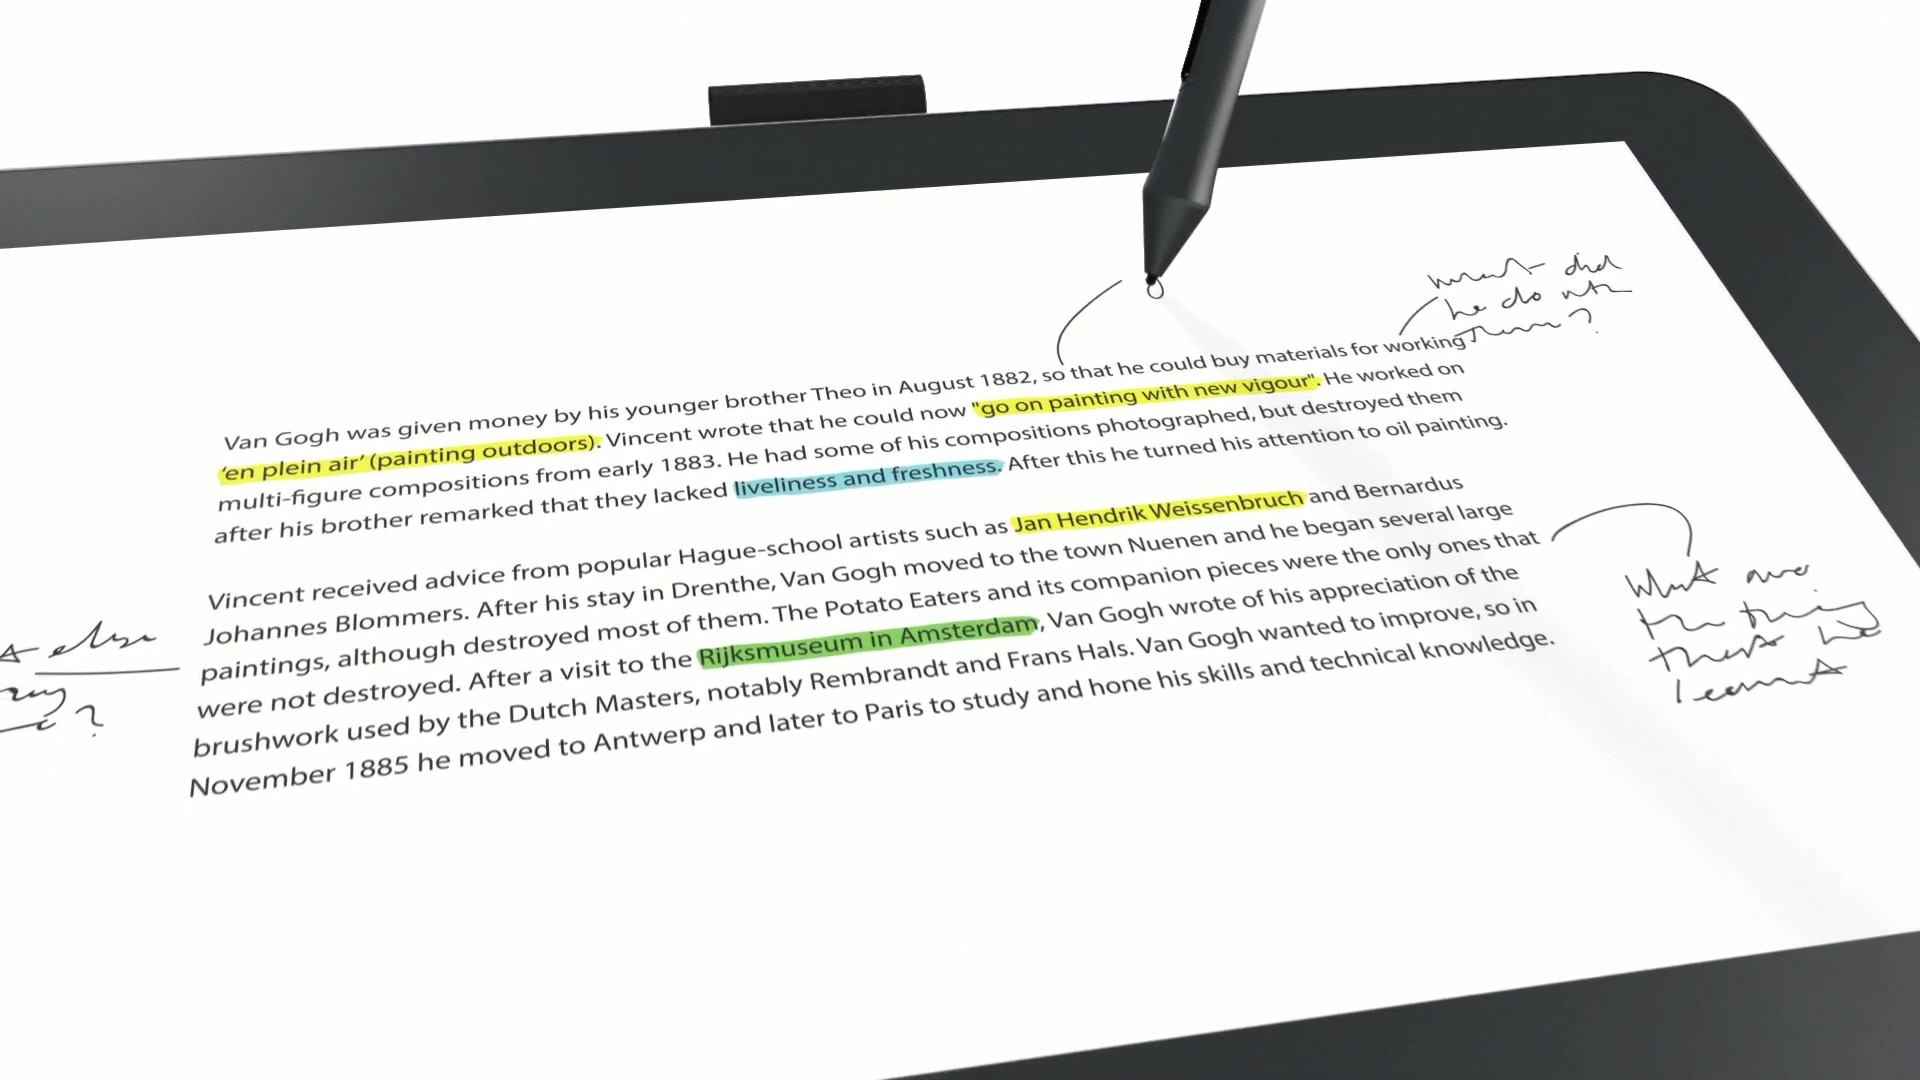 what did
he do with
them?
Van Gogh was given money by his younger brother Theo in August 1882, so that he could buy materials for working
‘en plein air’ (painting outdoors). Vincent wrote that he could now "go on painting with new vigour". He worked on
multi-figure compositions from early 1883. He had some of his compositions photographed, but destroyed them
after his brother remarked that they lacked liveliness and freshness. After this he turned his attention to oil painting.
Vincent received advice from popular Hague-school artists such as Jan Hendrik Weissenbruch and Bernardus
Johannes Blommers. After his stay in Drenthe, Van Gogh moved to the town Nuenen and he began several large
paintings, although destroyed most of them. The Potato Eaters and its companion pieces were the only ones that
were not destroyed. After a visit to the Rijksmuseum in Amsterdam, Van Gogh wrote of his appreciation of the
brushwork used by the Dutch Masters, notably Rembrandt and Frans Hals. Van Gogh wanted to improve, so in
November 1885 he moved to Antwerp and later to Paris to study and hone his skills and technical knowledge.
else
?
What are
the things
that he
learnt